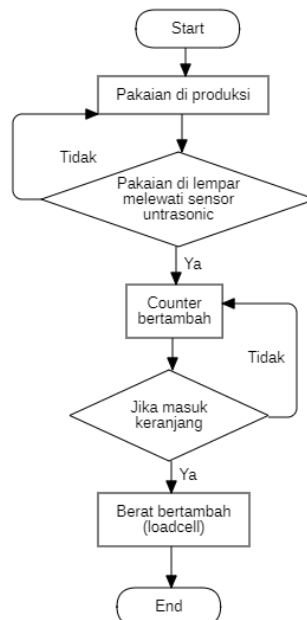 Start
Pakaian di produksi
Tidak
Pakaian di lempar
melewati sensor
untrasonic
Ya
Counter
bertambah
Tidak
Jika masuk
keranjang
Ya
Berat bertambah
(loadcell)
End